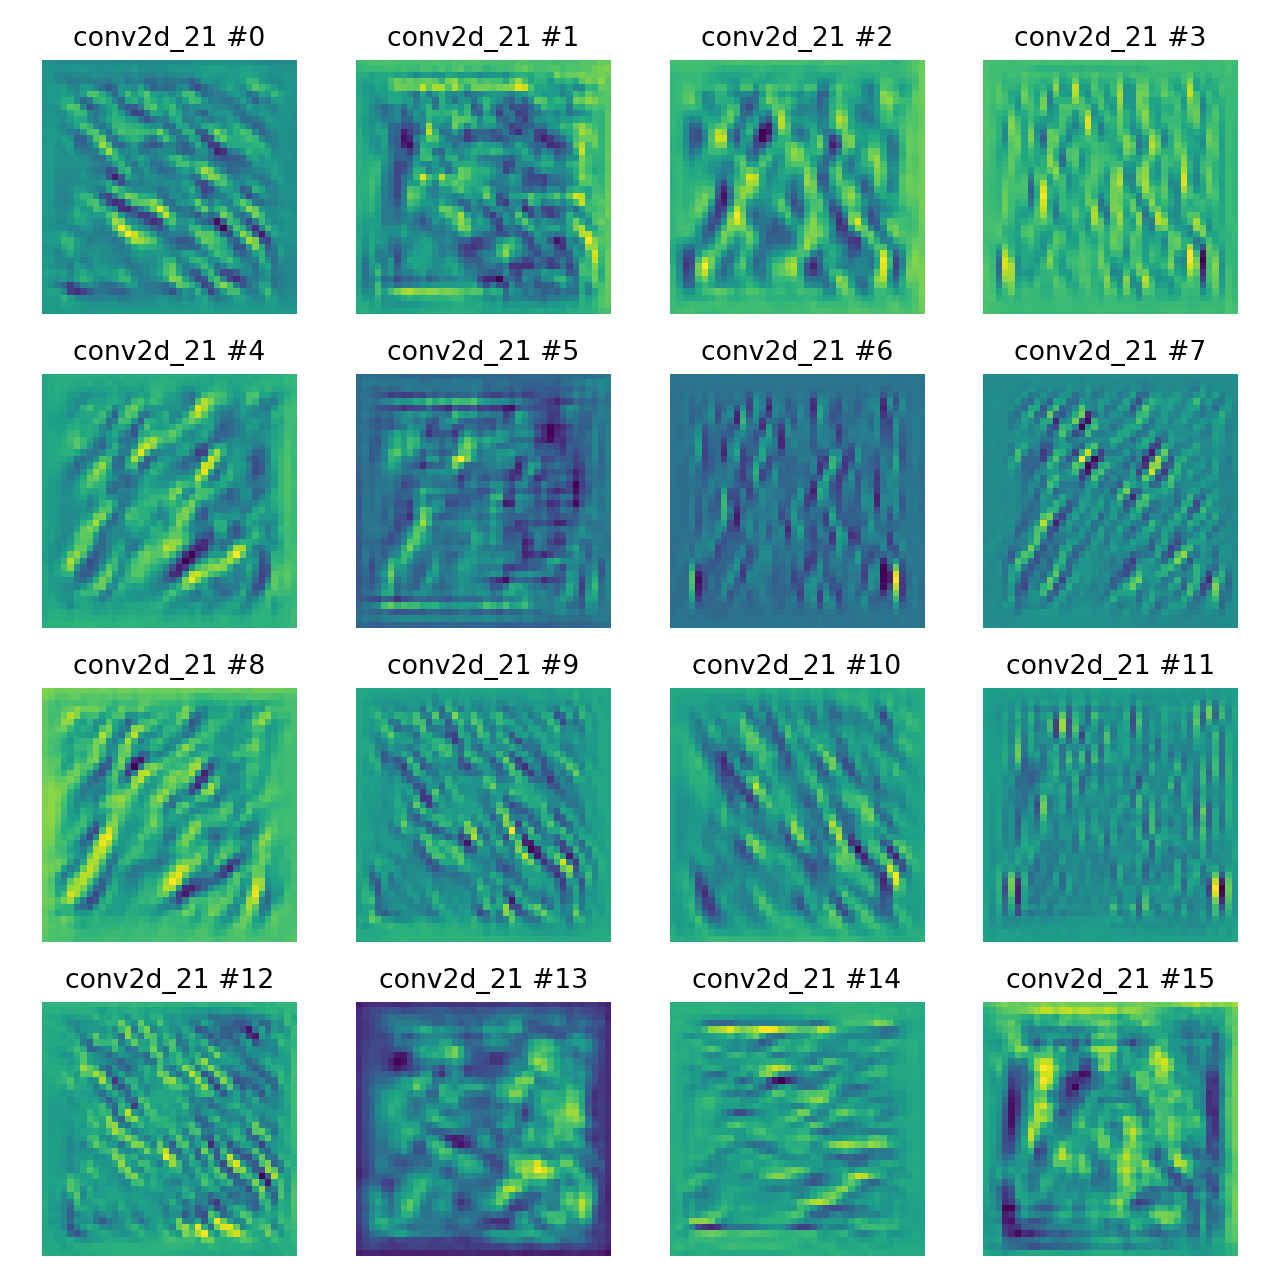 conv2d_21 #0
conv2d_21 #1
conv2d_21 #2
conv2d_21 #3
conv2d_21 #4
conv2d_21 #5
conv2d_21 #6
conv2d_21 #7
conv2d_21 #8
conv2d_21 #9
conv2d_21 #10
conv2d_21 #11
conv2d_21 #12
conv2d_21 #13
conv2d_21 #14
conv2d_21 #15